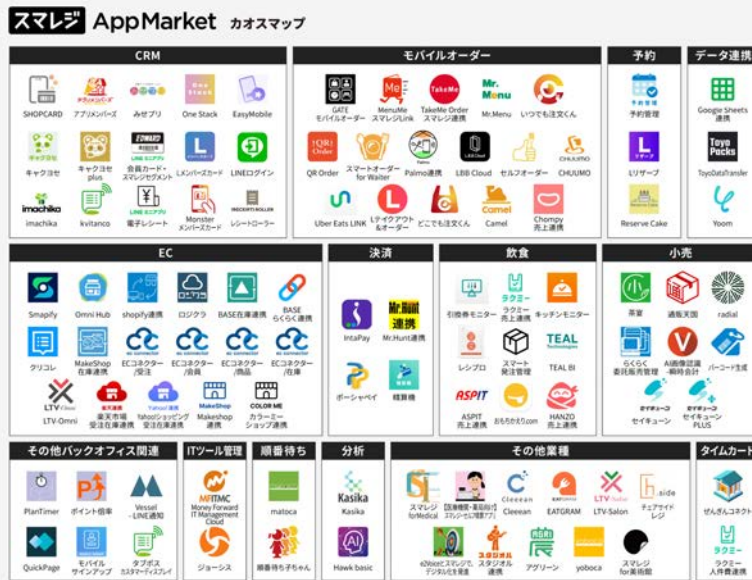 スマレジ AppMarket カオスマップ
CRM
SHOPCARD
アプリメンバーズ
みせプリ
One Stack
EasyMobile
キャクヨセ
キャクヨセ plus
会員カード・スマレジセグメント
Lメンバーズカード
LINEログイン
imachika
kvitanco
電子レシート
Monster メンバーズカード
レシートローラー
モバイルオーダー
GATE モバイルオーダー
MenuMe スマレジLink
TakeMe Order スマレジ連携
Mr.Menu
いつでも注文くん
QR Order
スマートオーダー for Waiter
Palmo連携
LBB Cloud
セルフオーダー
CHUUMO
Uber Eats LINK
Lテイクアウト &オーダー
どこでも注文くん
Camel
Chompy 売上連携
予約
予約管理
Lリザーブ
Reserve Cake
データ連携
Google Sheets 連携
ToyoDataTransfer
Yoom
EC
Smapify
Omni Hub
shopify連携
ロジクラ
BASE在庫連携
BASE らくらく連携
クリコレ
MakeShop 在庫連携
ECコネクター /受注
ECコネクター /会員
ECコネクター /商品
ECコネクター /在庫
LTV-Omni
楽天市場 受注在庫連携
Yahoo!ショッピング 受注在庫連携
Makeshop 連携
カラーミー ショップ連携
決済
IntaPay
Mr.Hunt連携
ポーシャペイ
精算機
飲食
引換券モニター
ラクミー 売上連携
キッチンモニター
レシプロ
スマート 発注管理
TEAL BI
ASPIT 売上連携
おもちかえり.com
HANZO 売上連携
小売
茶宴
通販天国
radial
らくらく 委託販売管理
AI画像認識 -瞬時会計
バーコード生成
セイキューン
セイキューン PLUS
その他バックオフィス関連
PlanTimer
ポイント倍率
Vessel - LINE通知
QuickPage
モバイル サインアップ
タブポス カスタマーディスプレイ
ITツール管理
Money Forward IT Management Cloud
ジョーシス
順番待ち
matoca
順番待ち子ちゃん
分析
Kasika
Hawk basic
その他業種
スマレジ forMedical
Cleeean
EATGRAM
LTV-Salon
チェアサイド レジ
スタジオル 連携
アグリーン
yoboca
スマレジ for美術館
タイムカード
ぜんぎんコネクト
ラクミー 人件費連携